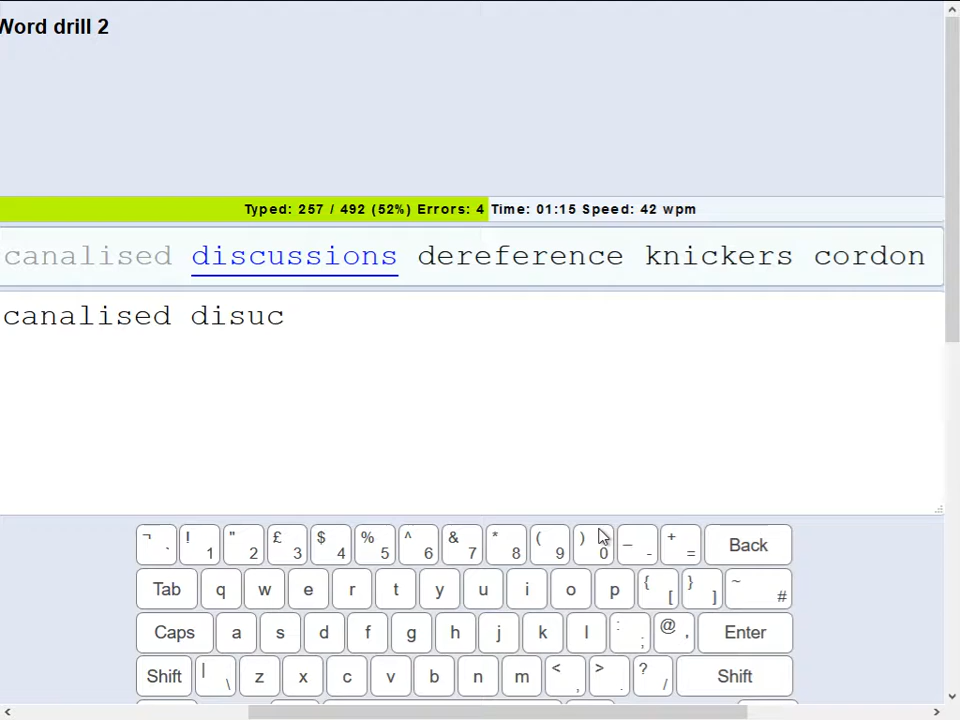 Word drill 2
Typed: 257 / 492 (52%) Errors: 4 Time: 01:15 Speed: 42 wpm
canalised discussions dereference knickers cordon
canalised disuc
¬ ` ! 1 " 2 £ 3 $ 4 % 5 ^ 6 & 7 * 8 ( 9 ) 0 _ - + = Back
Tab q w e r t y u i o p { [ } ] ~ #
Caps a s d f g h j k l : ; @ , Enter
Shift | \ z x c v b n m < , > . ? / Shift